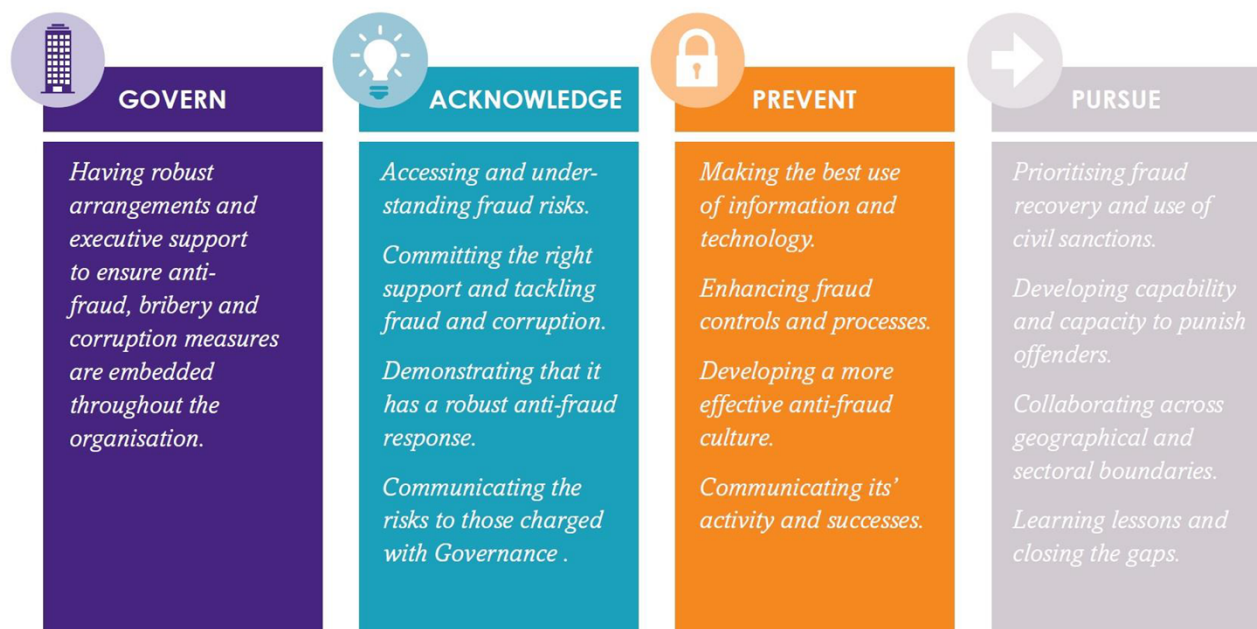 GOVERN
Having robust
arrangements and
executive support
to ensure anti-
fraud, bribery and
corruption measures
are embedded
throughout the
organisation.
ACKNOWLEDGE
Accessing and under-
standing fraud risks.
Committing the right
support and tackling
fraud and corruption.
Demonstrating that it
has a robust anti-fraud
response.
Communicating the
risks to those charged
with Governance .
PREVENT
Making the best use
of information and
technology.
Enhancing fraud
controls and processes.
Developing a more
effective anti-fraud
culture.
Communicating its’
activity and successes.
PURSUE
Prioritising fraud
recovery and use of
civil sanctions.
Developing capability
and capacity to punish
offenders.
Collaborating across
geographical and
sectoral boundaries.
Learning lessons and
closing the gaps.